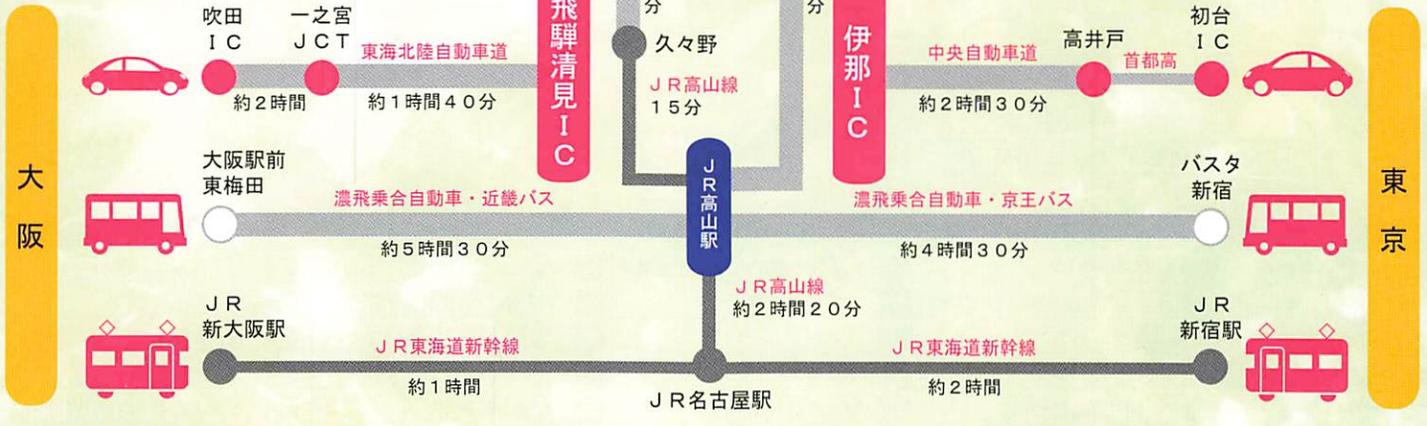 大阪
吹田
ＩＣ
一之宮
ＪＣＴ
東海北陸自動車道
約２時間
約１時間４０分
飛騨清見ＩＣ
分
久々野
ＪＲ高山線
１５分
分
伊那ＩＣ
中央自動車道
約２時間３０分
高井戸
首都高
初台
ＩＣ
大阪駅前
東梅田
濃飛乗合自動車・近畿バス
約５時間３０分
ＪＲ高山駅
濃飛乗合自動車・京王バス
約４時間３０分
バスタ
新宿
ＪＲ高山線
約２時間２０分
ＪＲ
新大阪駅
ＪＲ東海道新幹線
約１時間
ＪＲ名古屋駅
ＪＲ東海道新幹線
約２時間
ＪＲ
新宿駅
東京